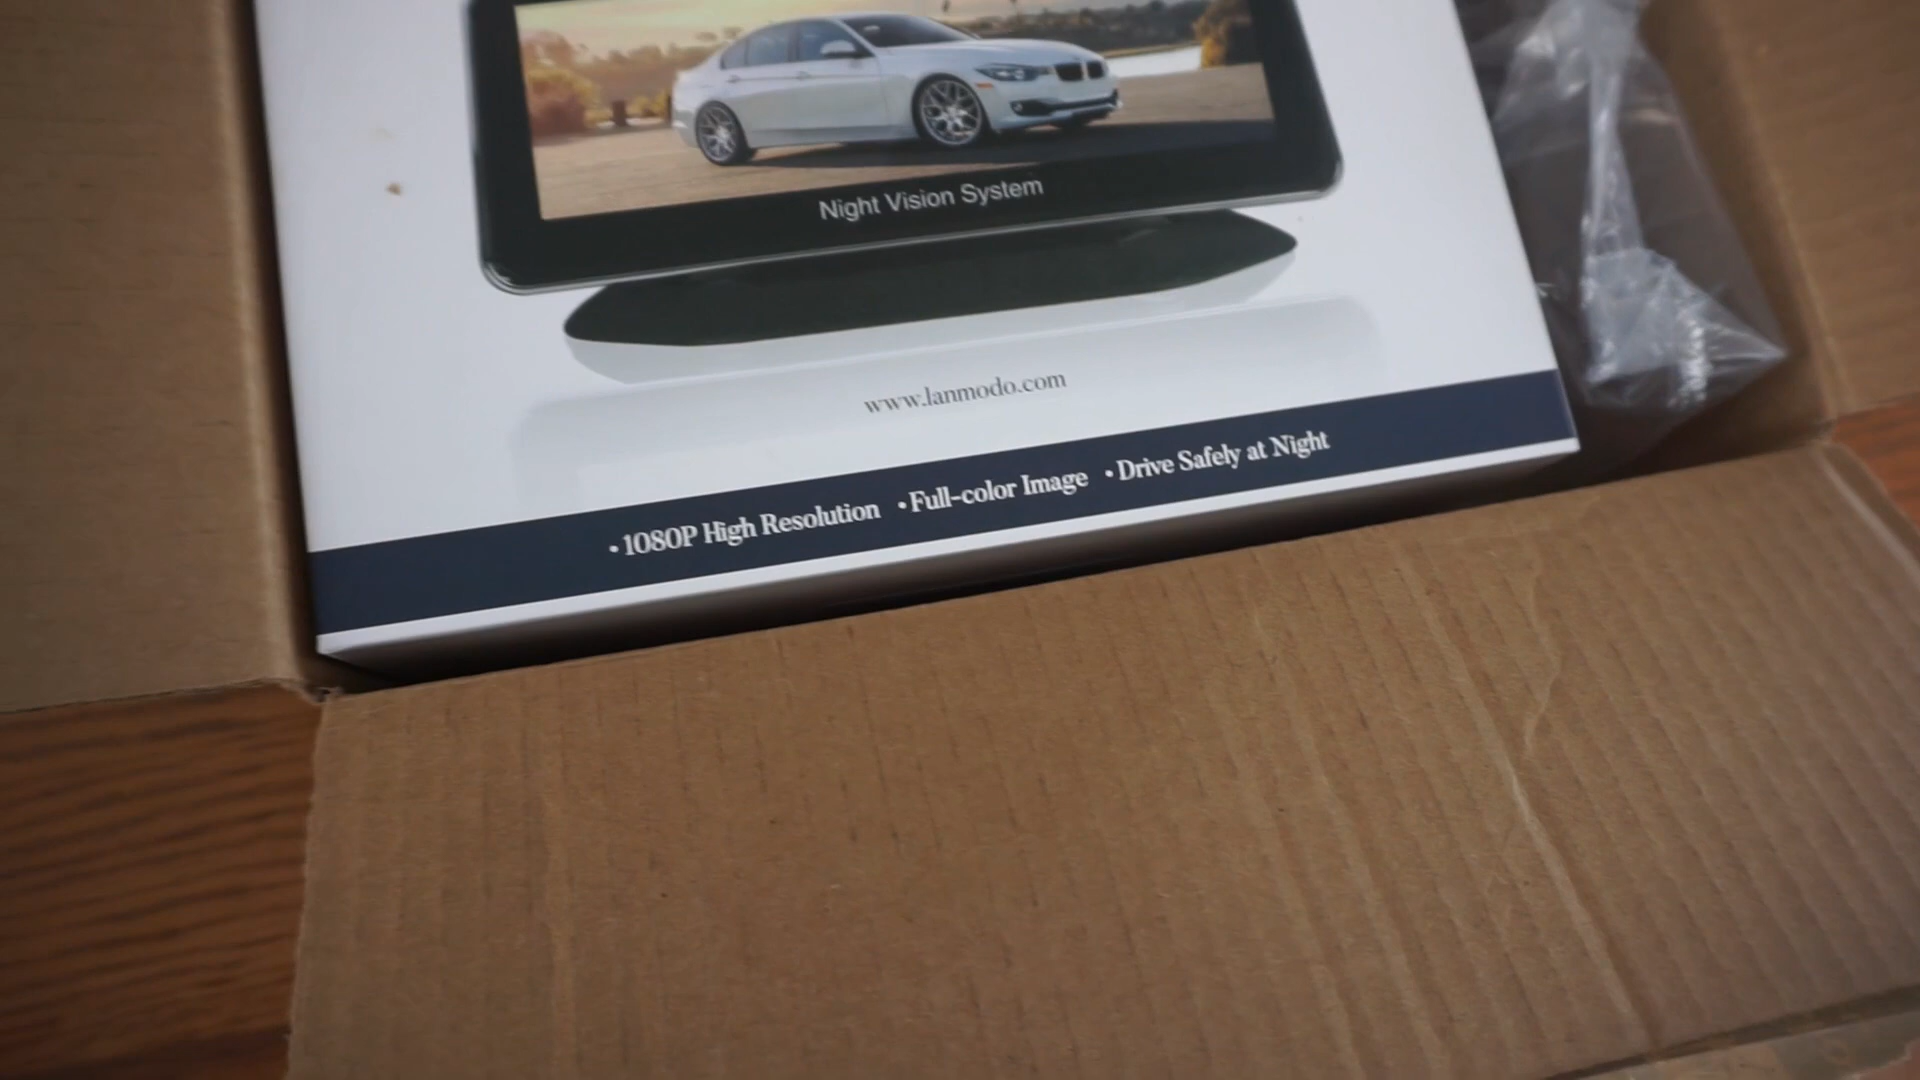 Night Vision System
www.lanmodo.com
•1080P High Resolution •Full-color Image •Drive Safely at Night